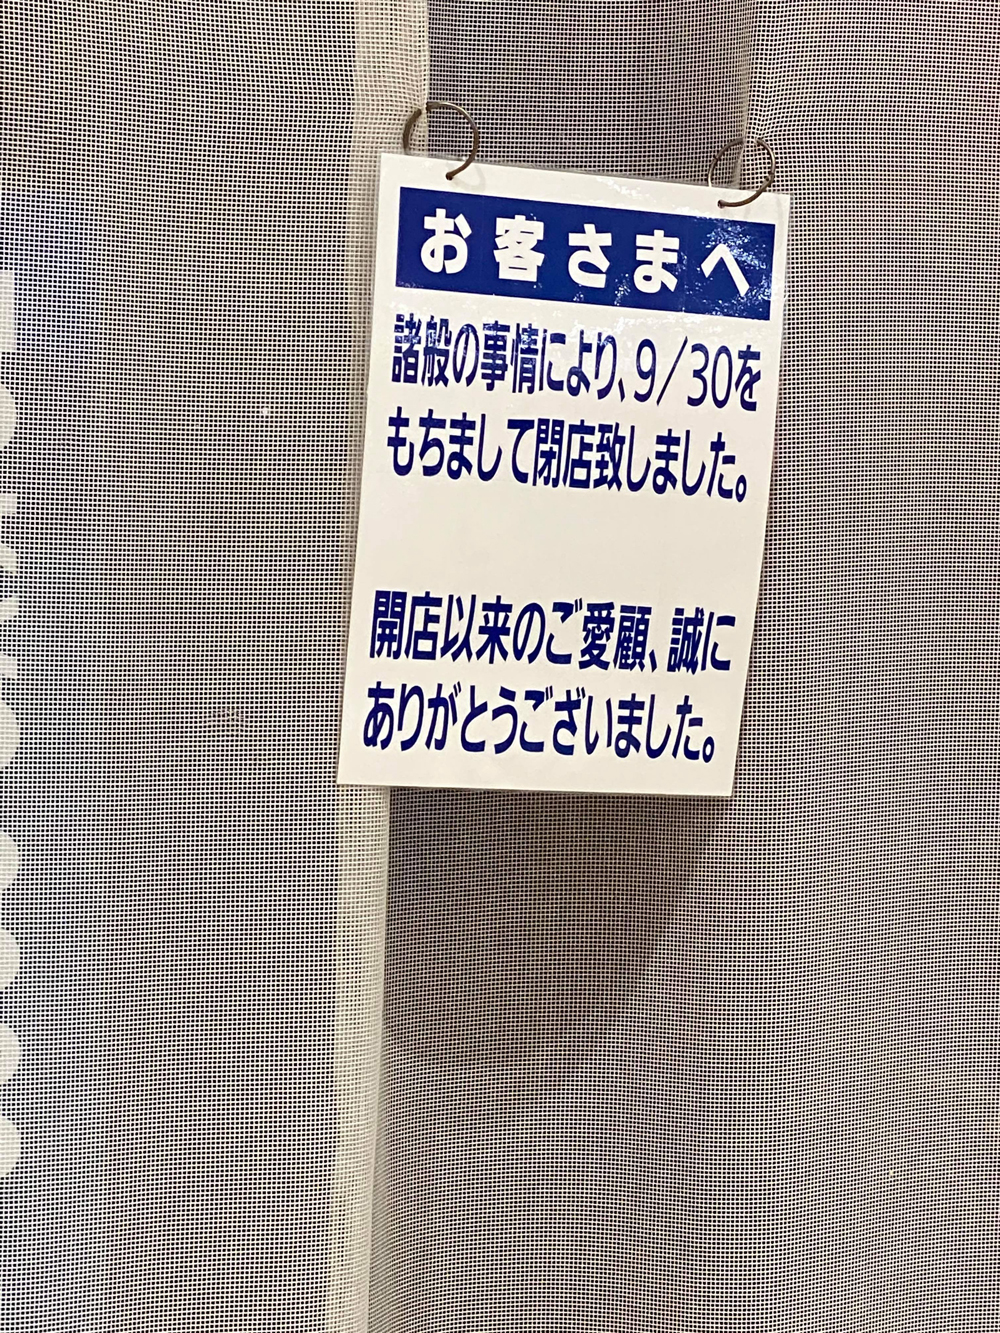 お客さまへ
諸般の事情により、9/30を
もちまして閉店致しました。
開店以来のご愛顧、誠に
ありがとうございました。